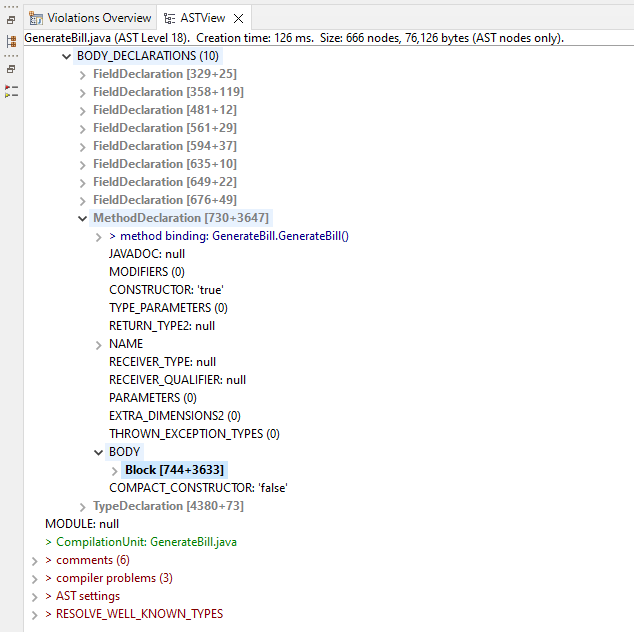 Violations Overview ASTView
GenerateBill.java (AST Level 18). Creation time: 126 ms. Size: 666 nodes, 76,126 bytes (AST nodes only).
BODY_DECLARATIONS (10)
FieldDeclaration [329+25]
FieldDeclaration [358+119]
FieldDeclaration [481+12]
FieldDeclaration [561+29]
FieldDeclaration [594+37]
FieldDeclaration [635+10]
FieldDeclaration [649+22]
FieldDeclaration [676+49]
MethodDeclaration [730+3647]
> method binding: GenerateBill.GenerateBill()
JAVADOC: null
MODIFIERS (0)
CONSTRUCTOR: 'true'
TYPE_PARAMETERS (0)
RETURN_TYPE2: null
NAME
RECEIVER_TYPE: null
RECEIVER_QUALIFIER: null
PARAMETERS (0)
EXTRA_DIMENSIONS2 (0)
THROWN_EXCEPTION_TYPES (0)
BODY
Block [744+3633]
COMPACT_CONSTRUCTOR: 'false'
TypeDeclaration [4380+73]
MODULE: null
> CompilationUnit: GenerateBill.java
> comments (6)
> compiler problems (3)
> AST settings
> RESOLVE_WELL_KNOWN_TYPES